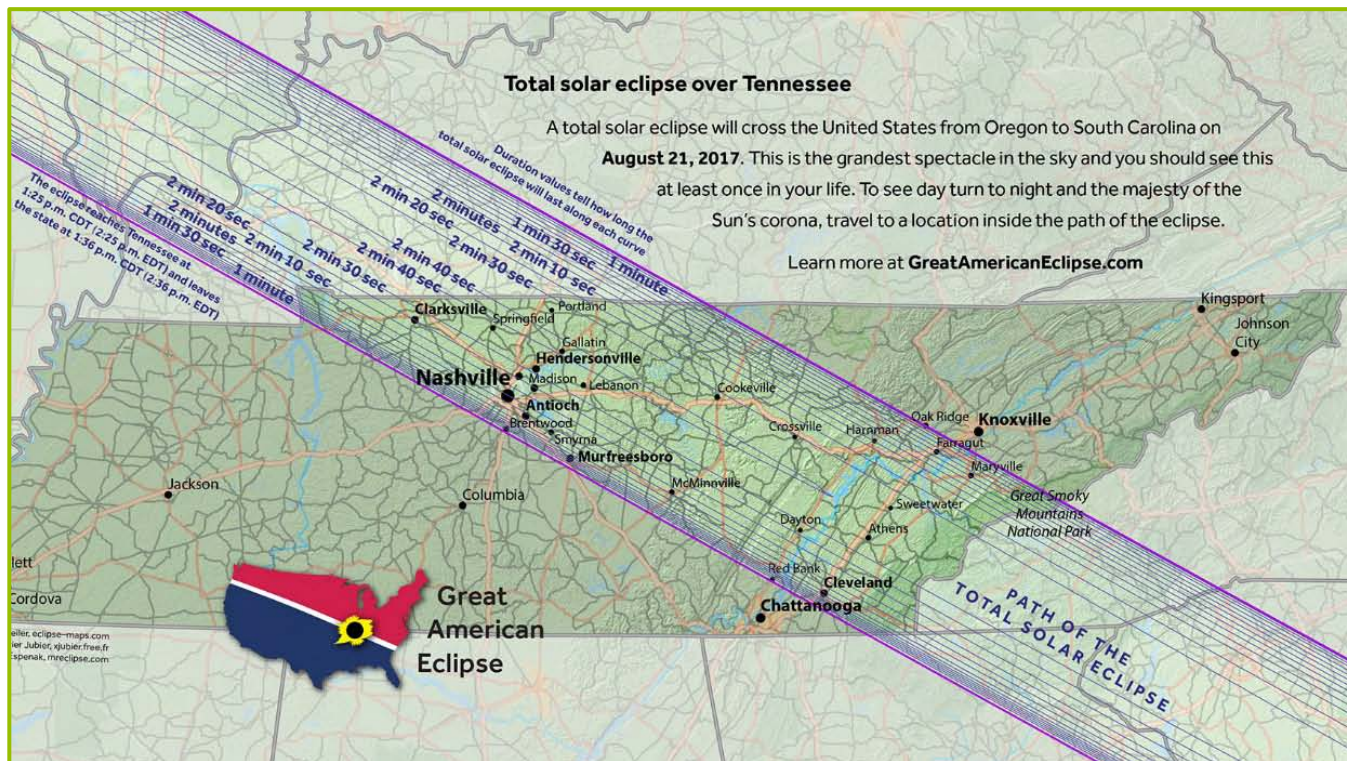 Total solar eclipse over Tennessee
A total solar eclipse will cross the United States from Oregon to South Carolina on
August 21, 2017. This is the grandest spectacle in the sky and you should see this
at least once in your life. To see day turn to night and the majesty of the
Sun's corona, travel to a location inside the path of the eclipse.
Learn more at GreatAmericanEclipse.com
Duration values tell how long the
total solar eclipse will last along each curve
The eclipse reaches Tennessee at
1:25 p.m. CDT (2:25 p.m. EDT) and leaves
the state at 1:36 p.m. CDT (2:36 p.m. EDT)
2 min 20 sec
2 minutes
1 min 30 sec
1 minute
2 min 10 sec
2 min 30 sec
2 min 40 sec
2 min 40 sec
2 min 20 sec
2 min 30 sec
2 minutes
2 min 10 sec
1 min 30 sec
1 minute
Clarksville
Springfield
Portland
Gallatin
Hendersonville
Nashville
Madison
Lebanon
Antioch
Brentwood
Smyrna
Murfreesboro
Cookeville
Crossville
Harriman
Oak Ridge
Knoxville
Farragut
Maryville
Kingsport
Johnson
City
Jackson
Columbia
McMinnville
Sweetwater
Great Smoky
Mountains
National Park
Dayton
Athens
Red Bank
Cleveland
Chattanooga
lett
Cordova
PATH OF THE
TOTAL SOLAR ECLIPSE
Great
American
Eclipse
eiler, eclipse-maps.com
ier Jubier, xjubier.free.fr
Espenak, mreclipse.com